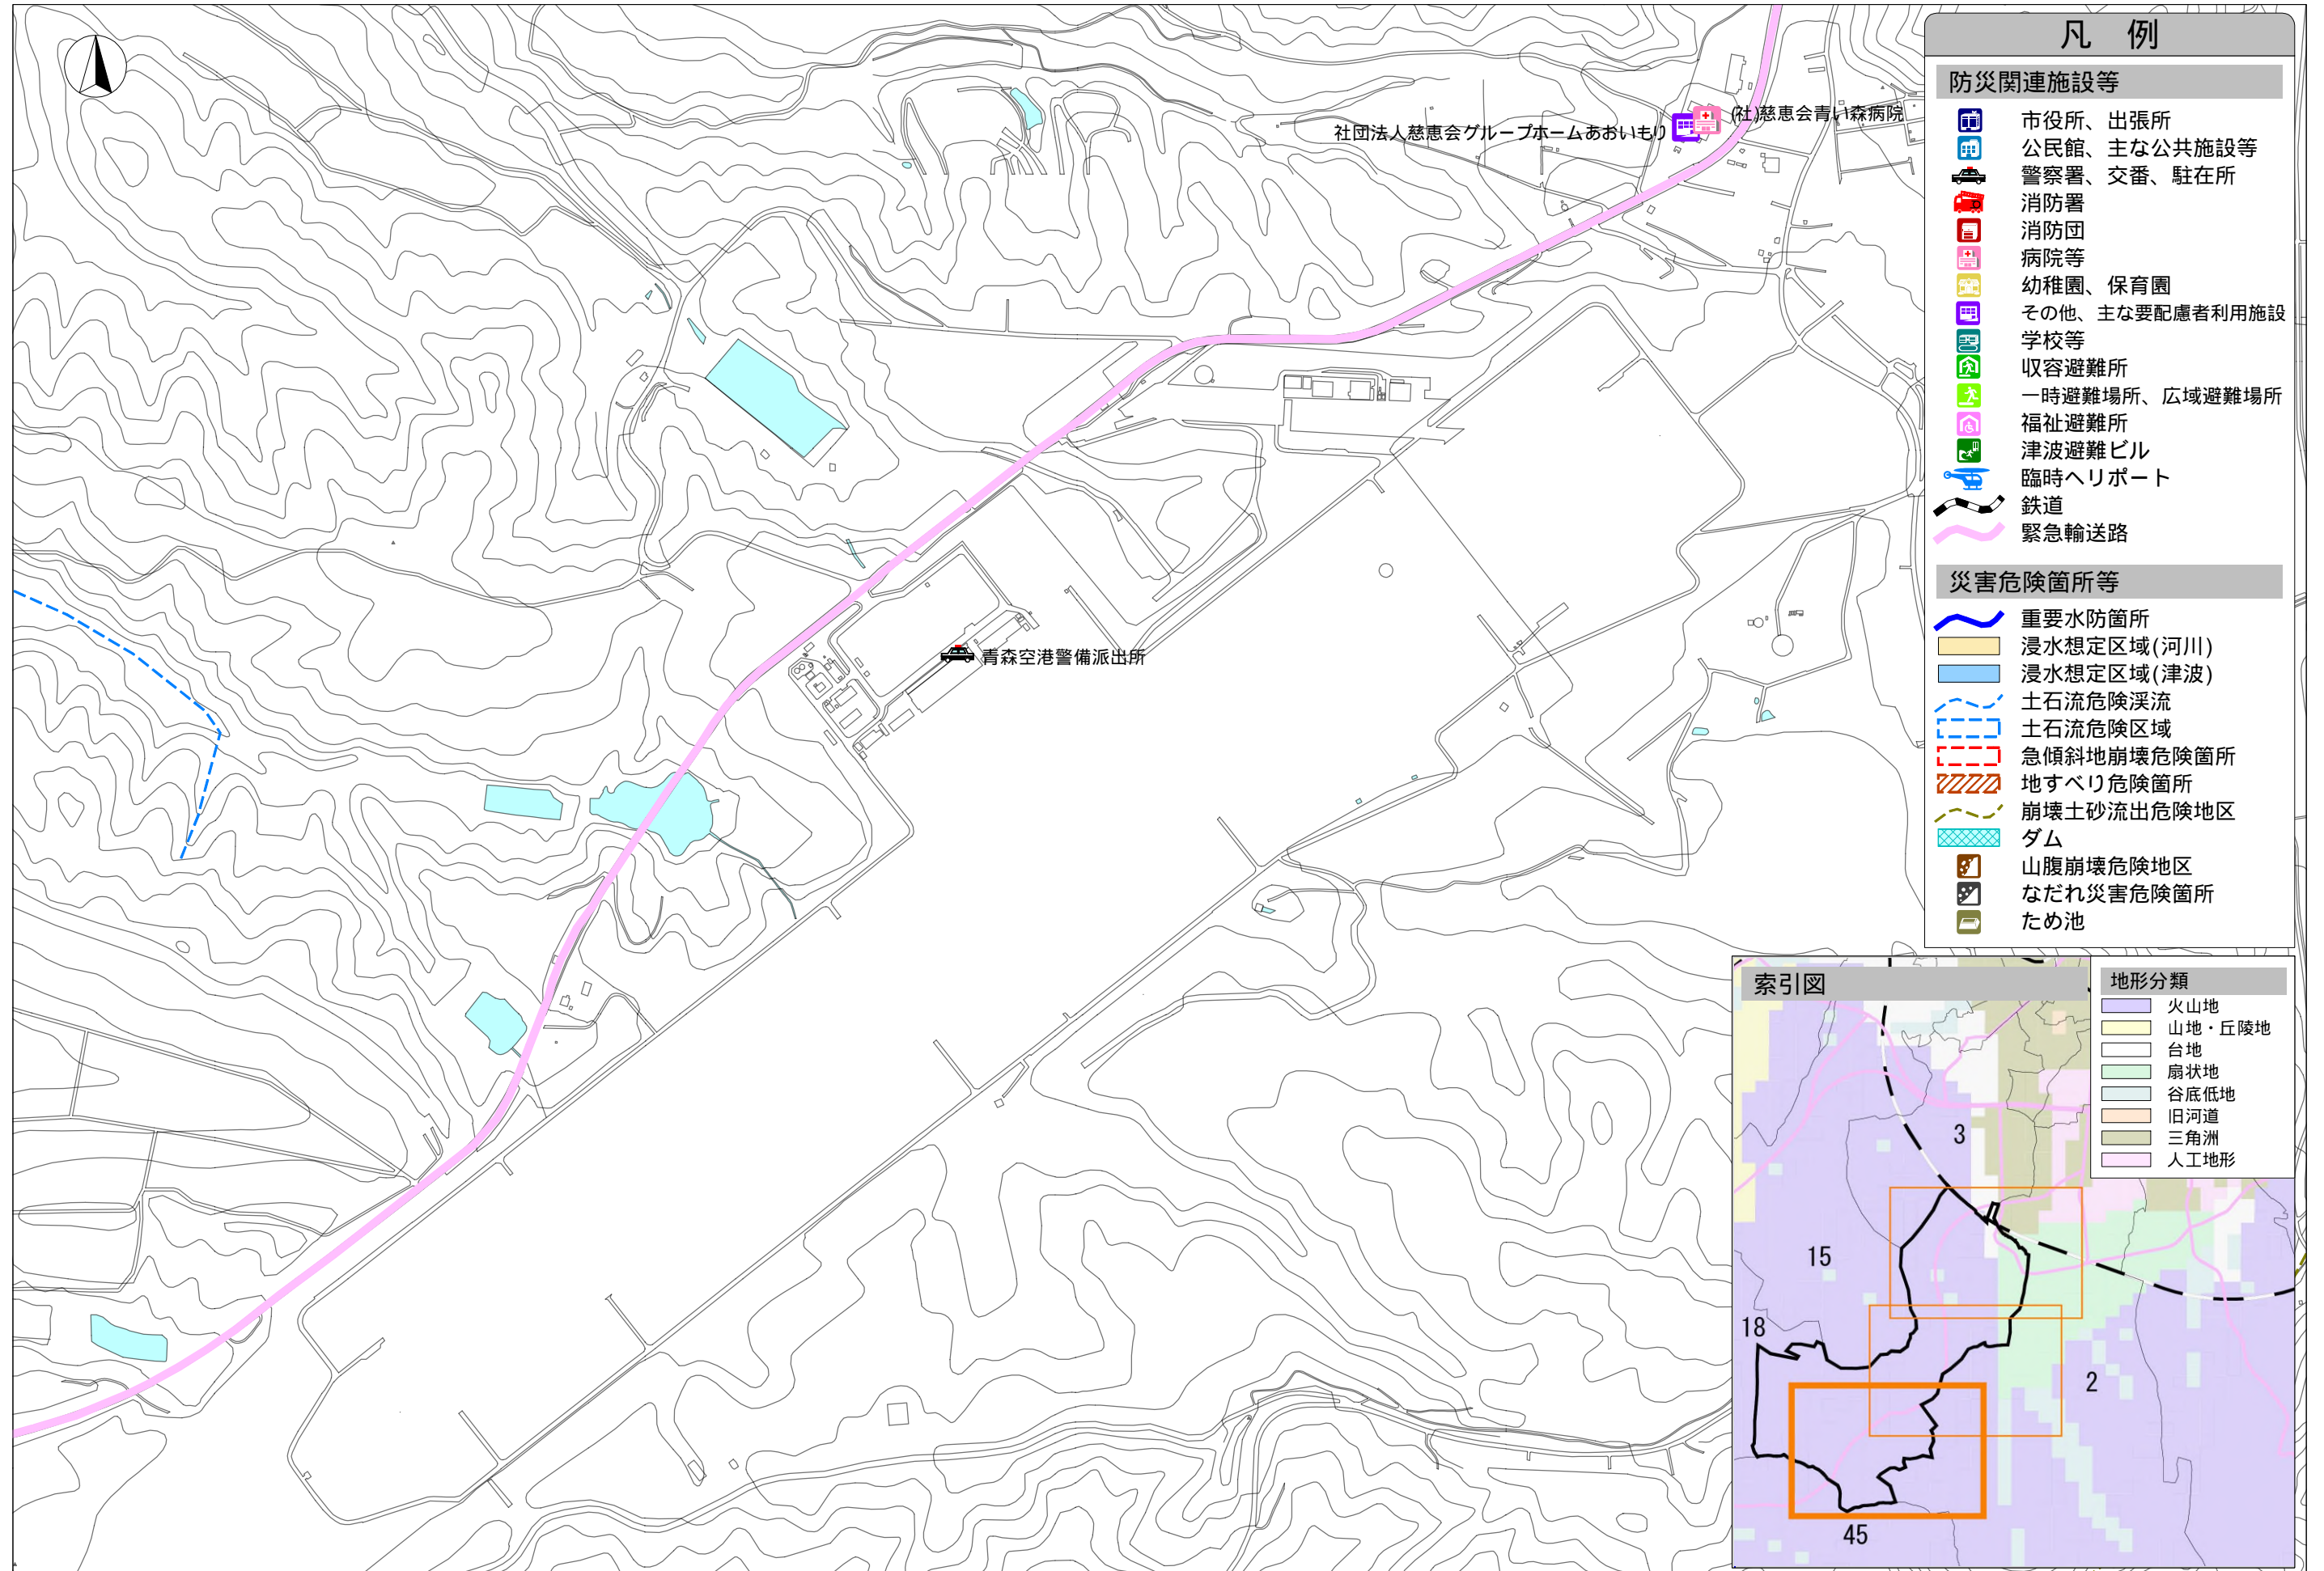 社団法人慈恵会グループホームあおいもり
(社)慈恵会青い森病院
青森空港警備派出所
凡 例
防災関連施設等
市役所、出張所
公民館、主な公共施設等
警察署、交番、駐在所
消防署
消防団
病院等
幼稚園、保育園
その他、主な要配慮者利用施設
学校等
収容避難所
一時避難場所、広域避難場所
福祉避難所
津波避難ビル
臨時ヘリポート
鉄道
緊急輸送路
災害危険箇所等
重要水防箇所
浸水想定区域(河川)
浸水想定区域(津波)
土石流危険渓流
土石流危険区域
急傾斜地崩壊危険箇所
地すべり危険箇所
崩壊土砂流出危険地区
ダム
山腹崩壊危険地区
なだれ災害危険箇所
ため池
索引図
地形分類
火山地
山地・丘陵地
台地
扇状地
谷底低地
旧河道
三角洲
人工地形
3
15
18
2
45